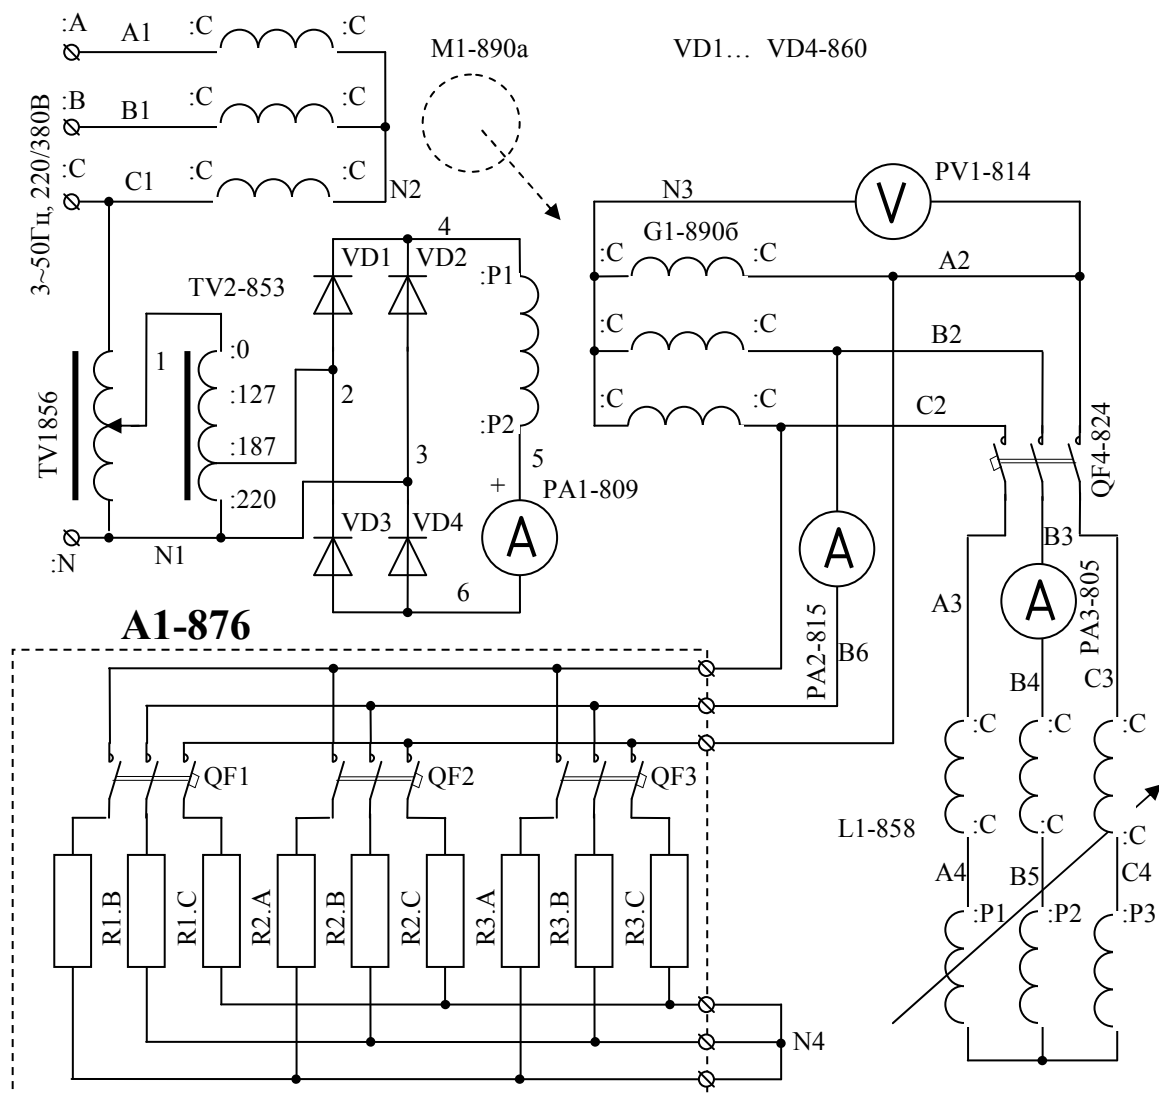 :A A1 :C :C
M1-890а VD1... VD4-860
:B B1 :C :C
3~50Гц, 220/380В
:C C1 :C :C
N2
N3 PV1-814
V
G1-890б
:C :C A2
4
VD1 VD2 :P1
TV2-853
:C :C B2
1 :0
:127 2
:C :C C2
TV1856
:187 :P2
QF4-824
3 5
:220 + PA1-809
A
VD3 VD4
:N N1
A B3
6
A3 A PA3-805
A1-876
PA2-815 B6
B4 C3
:C :C :C
QF1 QF2 QF3
L1-858
:C :C :C
A4 B5 C4
R1.B R1.C R2.A R2.B R2.C R3.A R3.B R3.C
:P1 :P2 :P3
N4